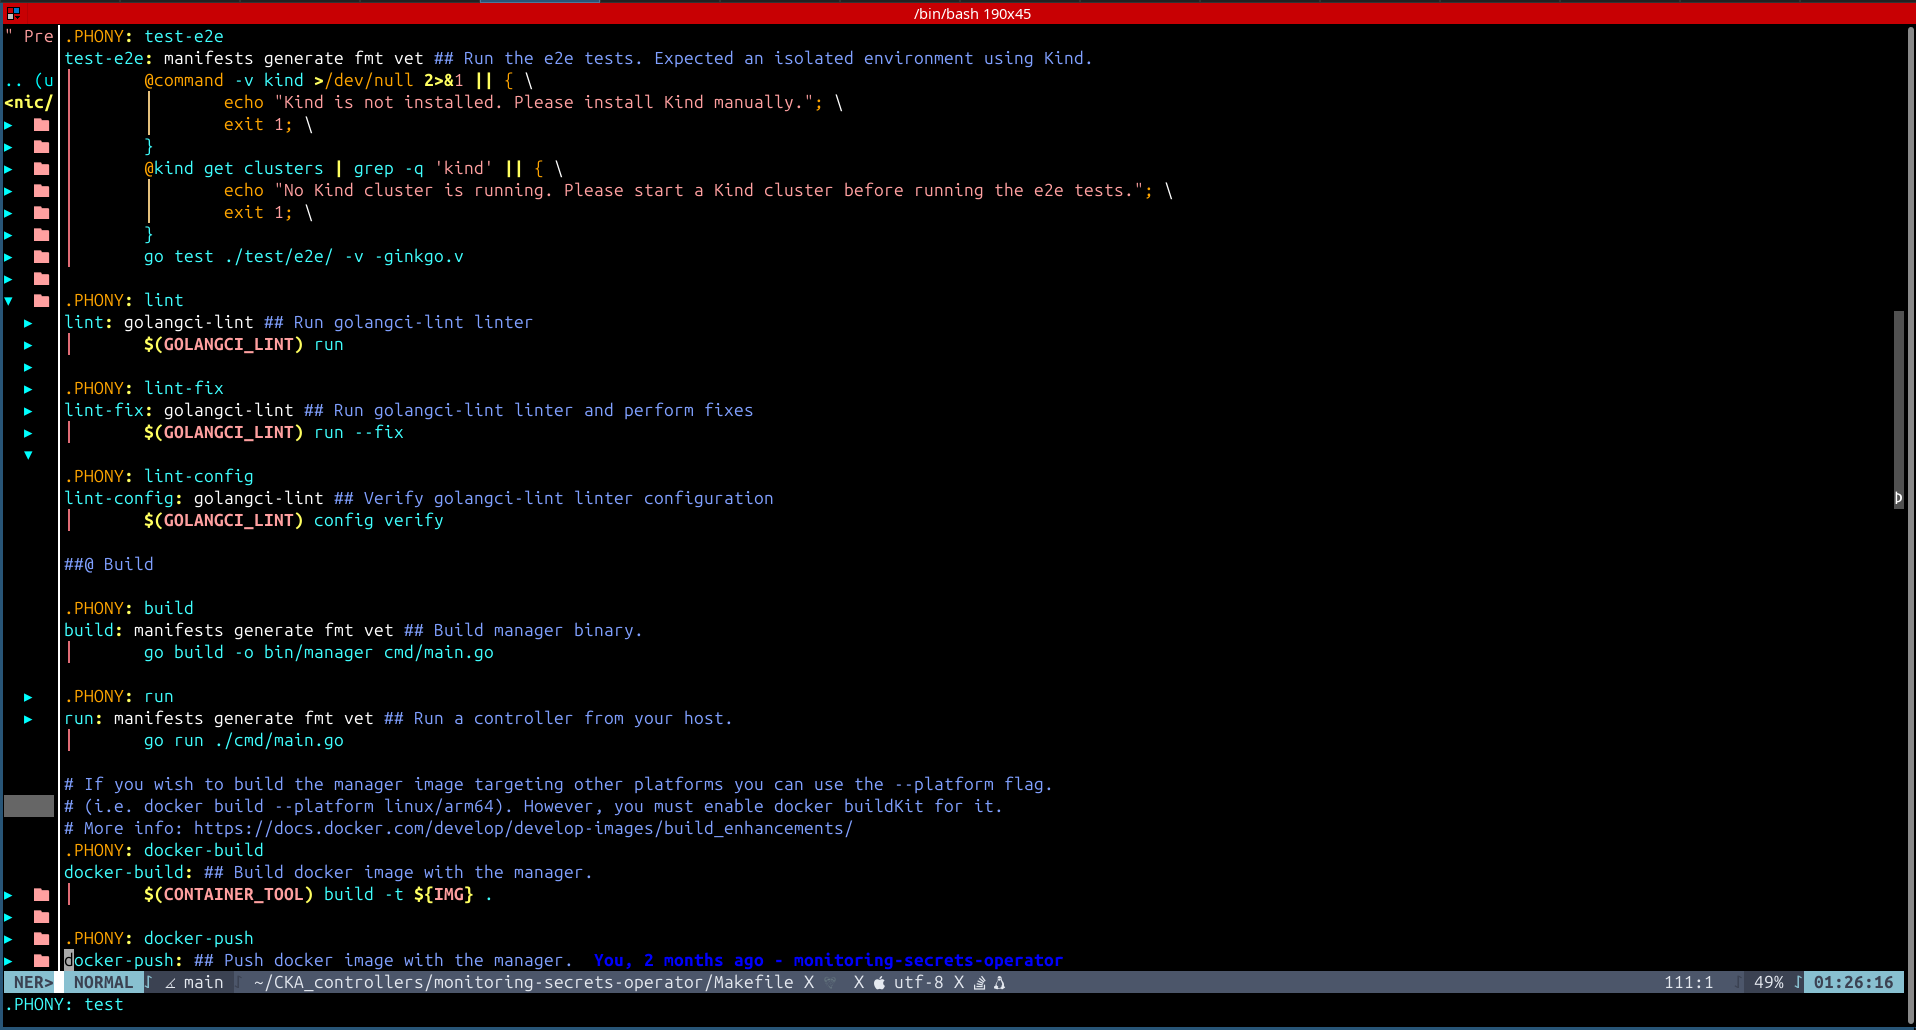 /bin/bash 190x45
" Pre
.. (u
<nic/
.PHONY: test-e2e
test-e2e: manifests generate fmt vet ## Run the e2e tests. Expected an isolated environment using Kind.
@command -v kind >/dev/null 2>&1 || { \
echo "Kind is not installed. Please install Kind manually."; \
exit 1; \
}
@kind get clusters | grep -q 'kind' || { \
echo "No Kind cluster is running. Please start a Kind cluster before running the e2e tests."; \
exit 1; \
}
go test ./test/e2e/ -v -ginkgo.v
.PHONY: lint
lint: golangci-lint ## Run golangci-lint linter
$(GOLANGCI_LINT) run
.PHONY: lint-fix
lint-fix: golangci-lint ## Run golangci-lint linter and perform fixes
$(GOLANGCI_LINT) run --fix
.PHONY: lint-config
lint-config: golangci-lint ## Verify golangci-lint linter configuration
$(GOLANGCI_LINT) config verify
##@ Build
.PHONY: build
build: manifests generate fmt vet ## Build manager binary.
go build -o bin/manager cmd/main.go
.PHONY: run
run: manifests generate fmt vet ## Run a controller from your host.
go run ./cmd/main.go
# If you wish to build the manager image targeting other platforms you can use the --platform flag.
# (i.e. docker build --platform linux/arm64). However, you must enable docker buildKit for it.
# More info: https://docs.docker.com/develop/develop-images/build_enhancements/
.PHONY: docker-build
docker-build: ## Build docker image with the manager.
$(CONTAINER_TOOL) build -t ${IMG} .
.PHONY: docker-push
docker-push: ## Push docker image with the manager. You, 2 months ago - monitoring-secrets-operator
NER> NORMAL main ~/CKA_controllers/monitoring-secrets-operator/Makefile X X utf-8 X 111:1 49% 01:26:16
.PHONY: test